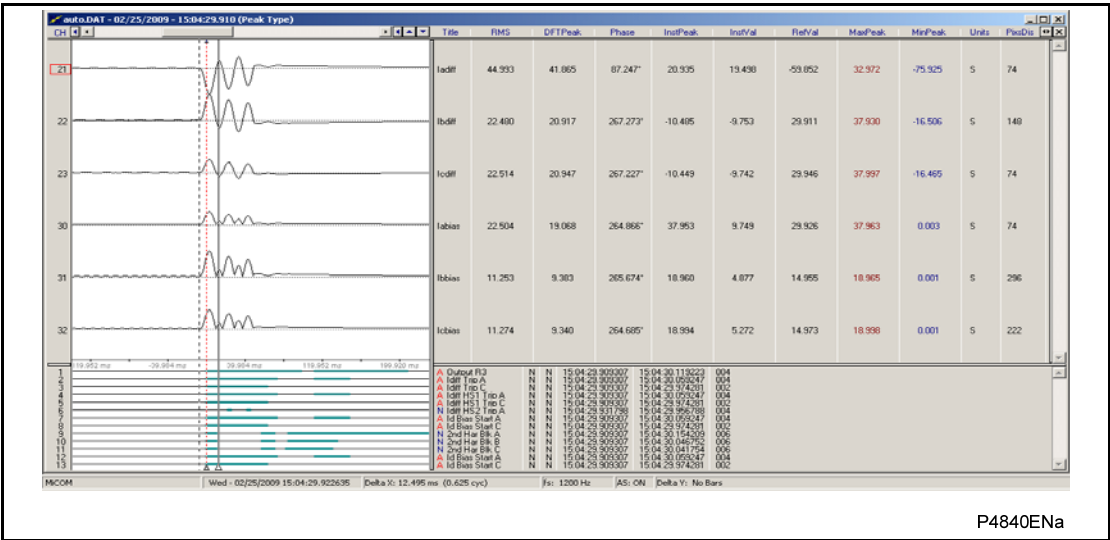 auto.DAT - 02/25/2009 - 15:04:29.910 (Peak Type)
CH Title RMS DFTPeak Phase InstPeak InstVal RefVal MaxPeak MinPeak Units PixsDis
21 Iadiff 44.993 41.865 87.247° 20.935 19.498 -59.852 32.972 -75.925 S 74
22 Ibdiff 22.480 20.917 267.273° -10.485 -9.753 29.911 37.930 -16.506 S 148
23 Icdiff 22.514 20.947 267.227° -10.449 -9.742 29.946 37.997 -16.465 S 74
30 Iabias 22.504 19.068 264.866° 37.953 9.749 29.926 37.963 0.003 S 74
31 Ibbias 11.253 9.383 265.674° 18.960 4.877 14.955 18.965 0.001 S 296
32 Icbias 11.274 9.340 264.685° 18.994 5.272 14.973 18.998 0.001 S 222
119.952 ms -39.984 ms 39.984 ms 119.952 ms 199.920 ms
1 A Output R3 N N 15:04:29.909307 15:04:30.119223 004
2 A Idiff Trip A N N 15:04:29.909307 15:04:30.059247 004
3 A Idiff Trip C N N 15:04:29.909307 15:04:29.974281 002
4 A Idiff HS1 Trip A N N 15:04:29.909307 15:04:30.059247 004
5 A Idiff HS1 Trip C N N 15:04:29.909307 15:04:29.974281 002
6 N Idiff HS2 Trip A N N 15:04:29.931798 15:04:29.956788 004
7 A Id Bias Start A N N 15:04:29.909307 15:04:30.059247 004
8 A Id Bias Start C N N 15:04:29.909307 15:04:29.974281 002
9 N 2nd Har Blk A N N 15:04:29.909307 15:04:30.154209 006
10 N 2nd Har Blk B N N 15:04:29.909307 15:04:30.046752 006
11 N 2nd Har Blk C N N 15:04:29.909307 15:04:30.041754 006
12 A Id Bias Start A N N 15:04:29.909307 15:04:30.059247 004
13 A Id Bias Start C N N 15:04:29.909307 15:04:29.974281 002
MiCOM Wed - 02/25/2009 15:04:29.922635 Delta X: 12.495 ms (0.625 cyc) fs: 1200 Hz AS: ON Delta Y: No Bars
P4840ENa